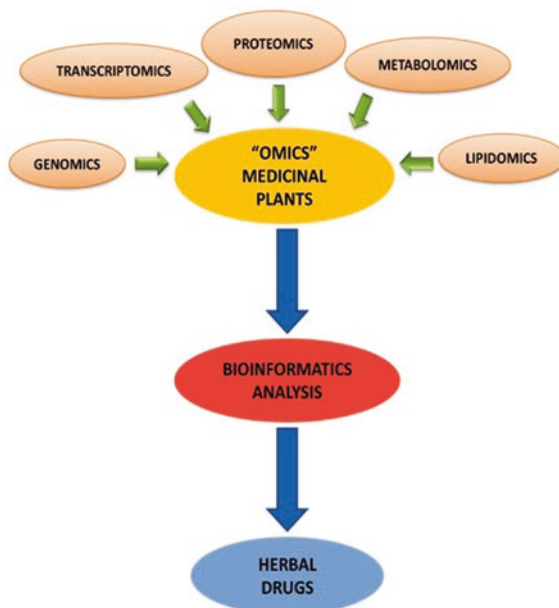 PROTEOMICS
TRANSCRIPTOMICS
METABOLOMICS
GENOMICS
“OMICS”
MEDICINAL
PLANTS
LIPIDOMICS
BIOINFORMATICS
ANALYSIS
HERBAL
DRUGS